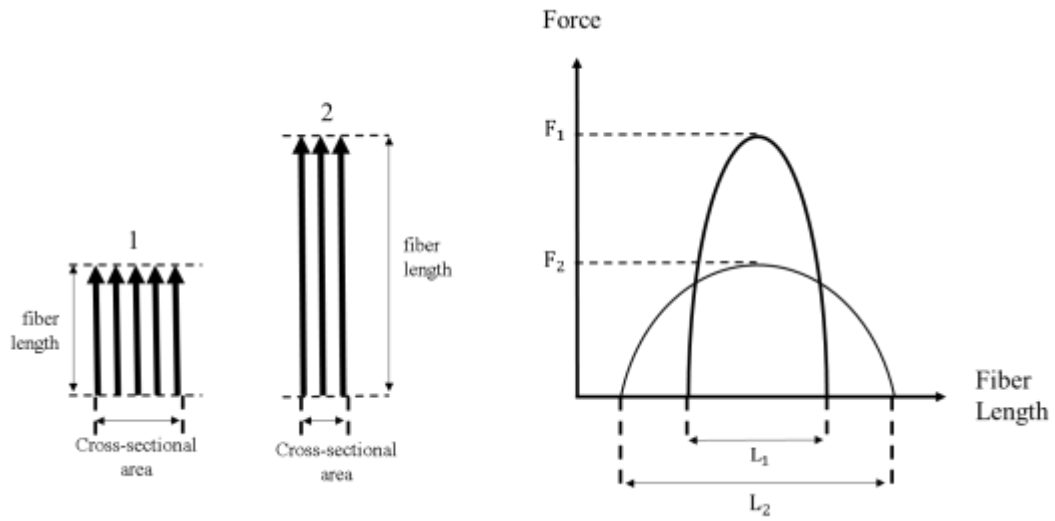 1
fiber
length
Cross-sectional
area
2
fiber
length
Cross-sectional
area
Force
F₁
F₂
Fiber
Length
L₁
L₂